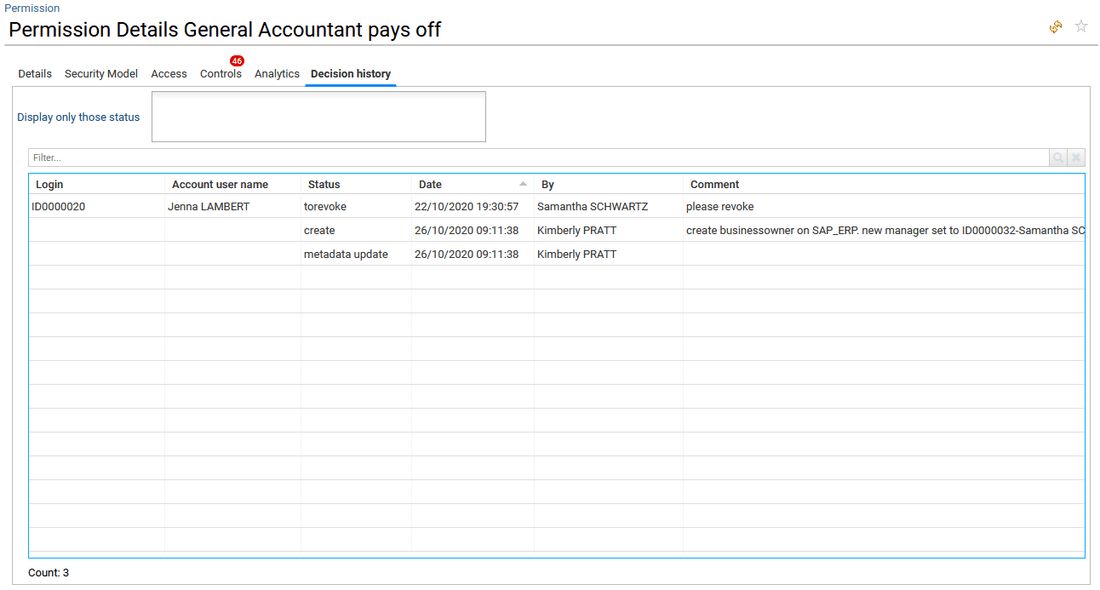 Permission
Permission Details General Accountant pays off
46
Details Security Model Access Controls Analytics Decision history
Display only those status
Filter...
Login Account user name Status Date By Comment
ID0000020 Jenna LAMBERT torevoke 22/10/2020 19:30:57 Samantha SCHWARTZ please revoke
create 26/10/2020 09:11:38 Kimberly PRATT create businessowner on SAP_ERP. new manager set to ID0000032-Samantha SC
metadata update 26/10/2020 09:11:38 Kimberly PRATT
Count: 3